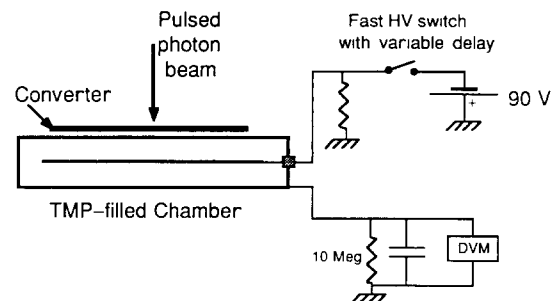 Pulsed
photon
beam
Fast HV switch
with variable delay
Converter
+
90 V
TMP-filled Chamber
10 Meg
DVM